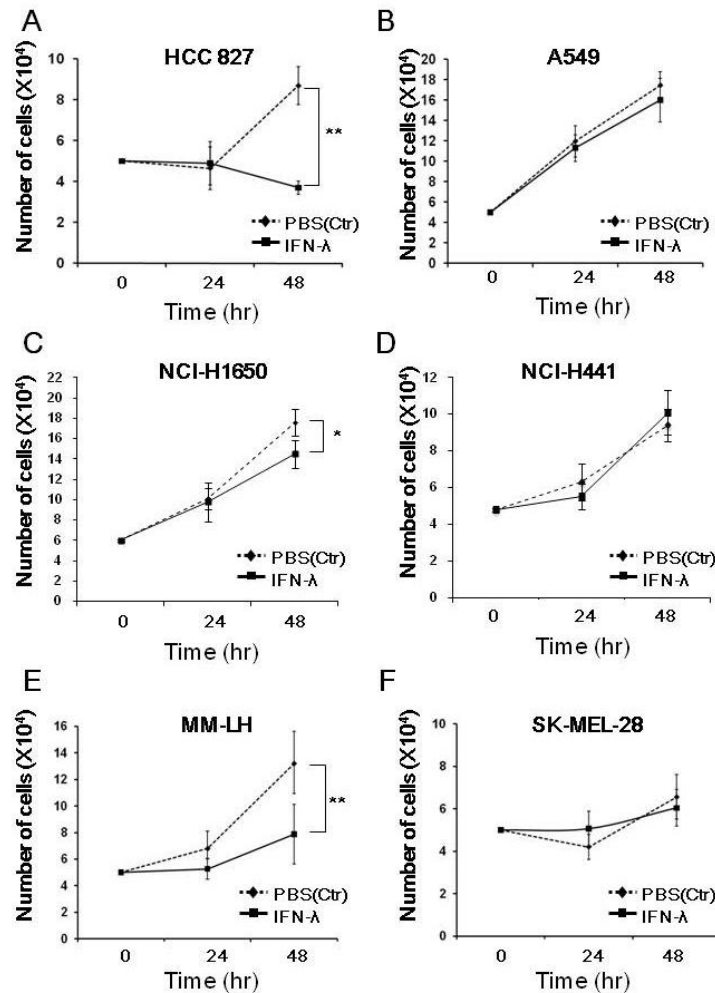 A
HCC 827
Number of cells (X10⁴)
10
8
6
4
2
0
**
PBS(Ctr)
IFN-λ
0 24 48
Time (hr)
B
A549
Number of cells (X10⁴)
20
18
16
14
12
10
8
6
4
2
0
PBS(Ctr)
IFN-λ
0 24 48
Time (hr)
C
NCI-H1650
Number of cells (X10⁴)
22
20
18
16
14
12
10
8
6
4
2
0
*
PBS(Ctr)
IFN-λ
0 24 48
Time (hr)
D
NCI-H441
Number of cells (X10⁴)
12
10
8
6
4
2
0
PBS(Ctr)
IFN-λ
0 24 48
Time (hr)
E
MM-LH
Number of cells (X10⁴)
16
14
12
10
8
6
4
2
0
**
PBS(Ctr)
IFN-λ
0 24 48
Time (hr)
F
SK-MEL-28
Number of cells (X10⁴)
10
8
6
4
2
0
PBS(Ctr)
IFN-λ
0 24 48
Time (hr)